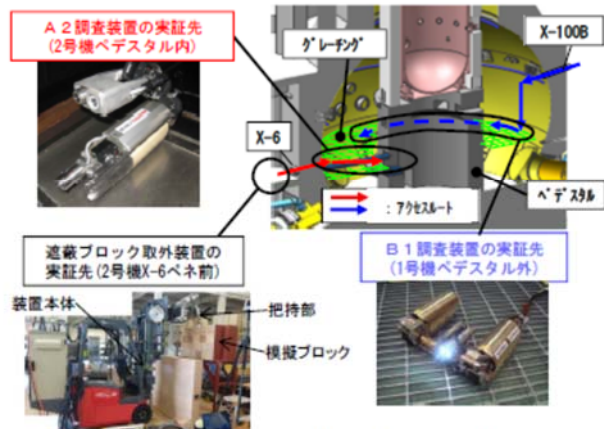 A2調査装置の実証先
(2号機ペデスタル内)
グレーチング
X-100B
X-6
ペデスタル
:アクセスルート
遮蔽ブロック取外装置の
実証先(2号機X-6ペネ前)
B1調査装置の実証先
(1号機ペデスタル外)
装置本体
把持部
模擬ブロック